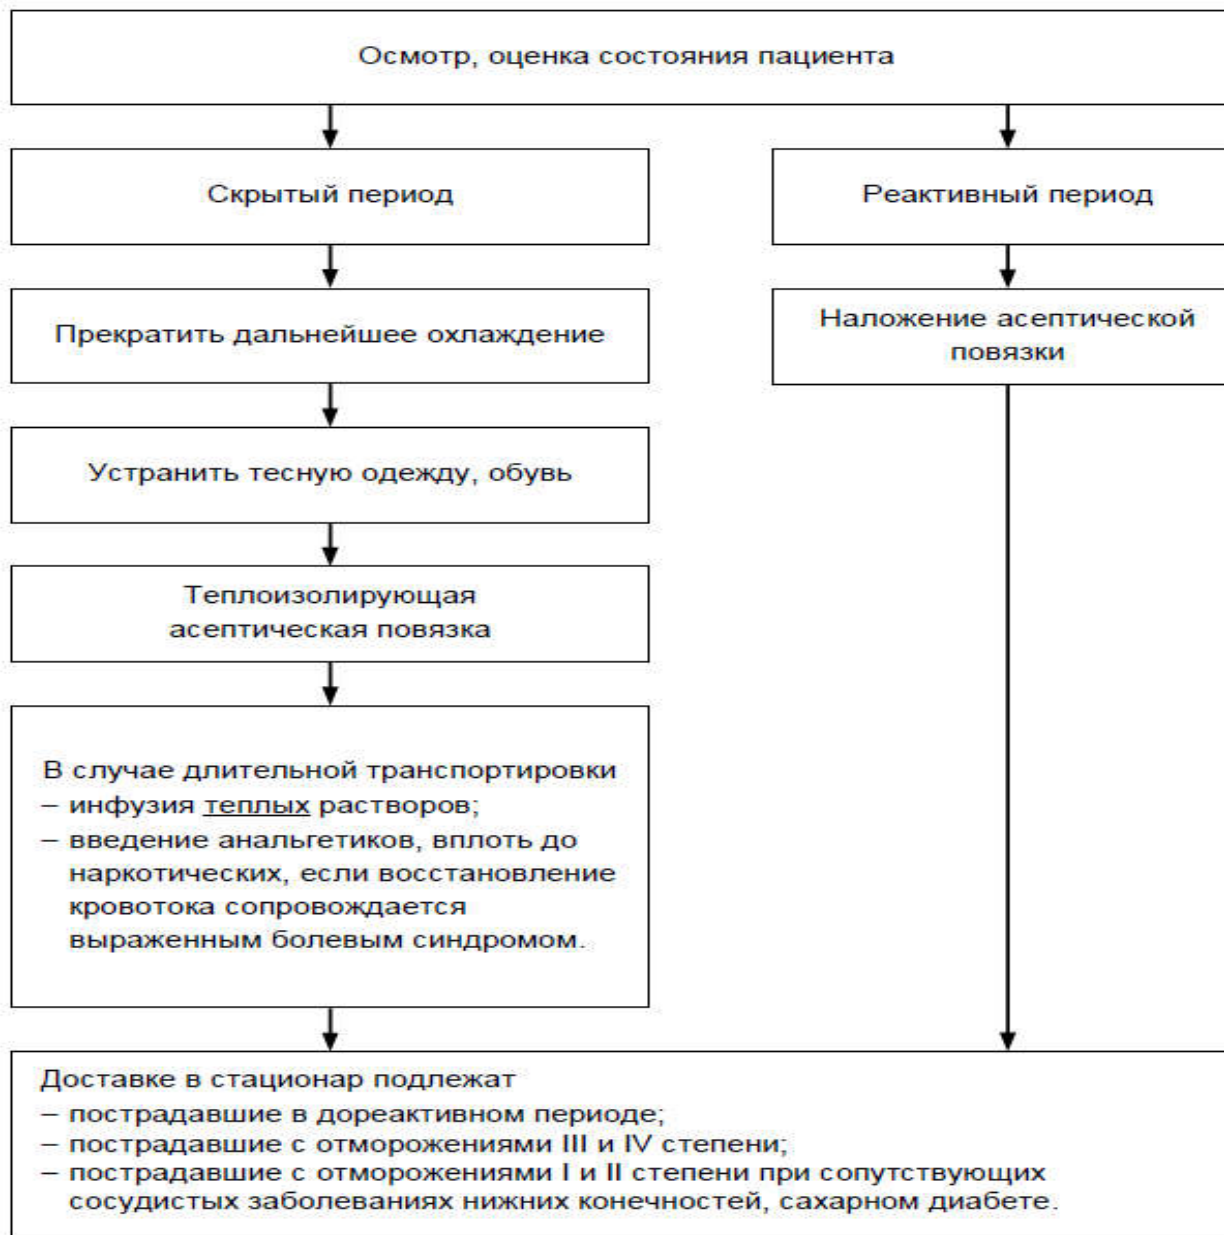 Осмотр, оценка состояния пациента
Скрытый период
Реактивный период
Прекратить дальнейшее охлаждение
Наложение асептической
повязки
Устранить тесную одежду, обувь
Теплоизолирующая
асептическая повязка
В случае длительной транспортировки
– инфузия теплых растворов;
– введение анальгетиков, вплоть до
наркотических, если восстановление
кровотока сопровождается
выраженным болевым синдромом.
Доставке в стационар подлежат
– пострадавшие в дореактивном периоде;
– пострадавшие с отморожениями III и IV степени;
– пострадавшие с отморожениями I и II степени при сопутствующих
сосудистых заболеваниях нижних конечностей, сахарном диабете.